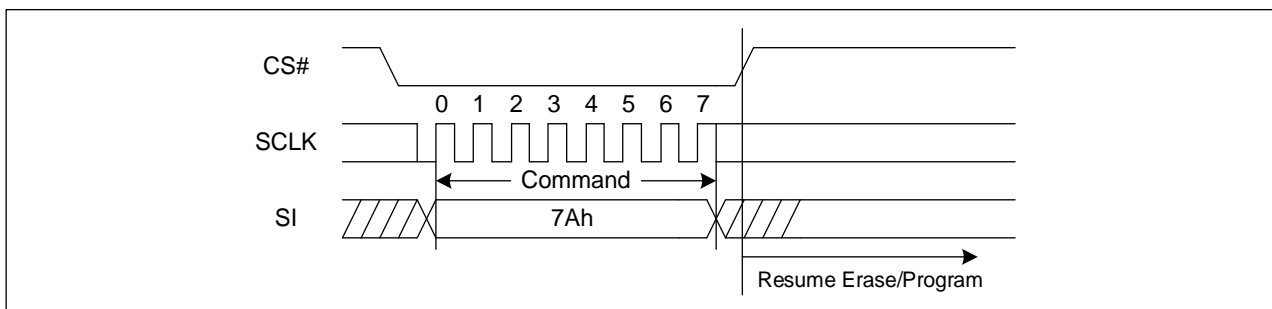 CS#
0 1 2 3 4 5 6 7
SCLK
Command
SI
7Ah
Resume Erase/Program